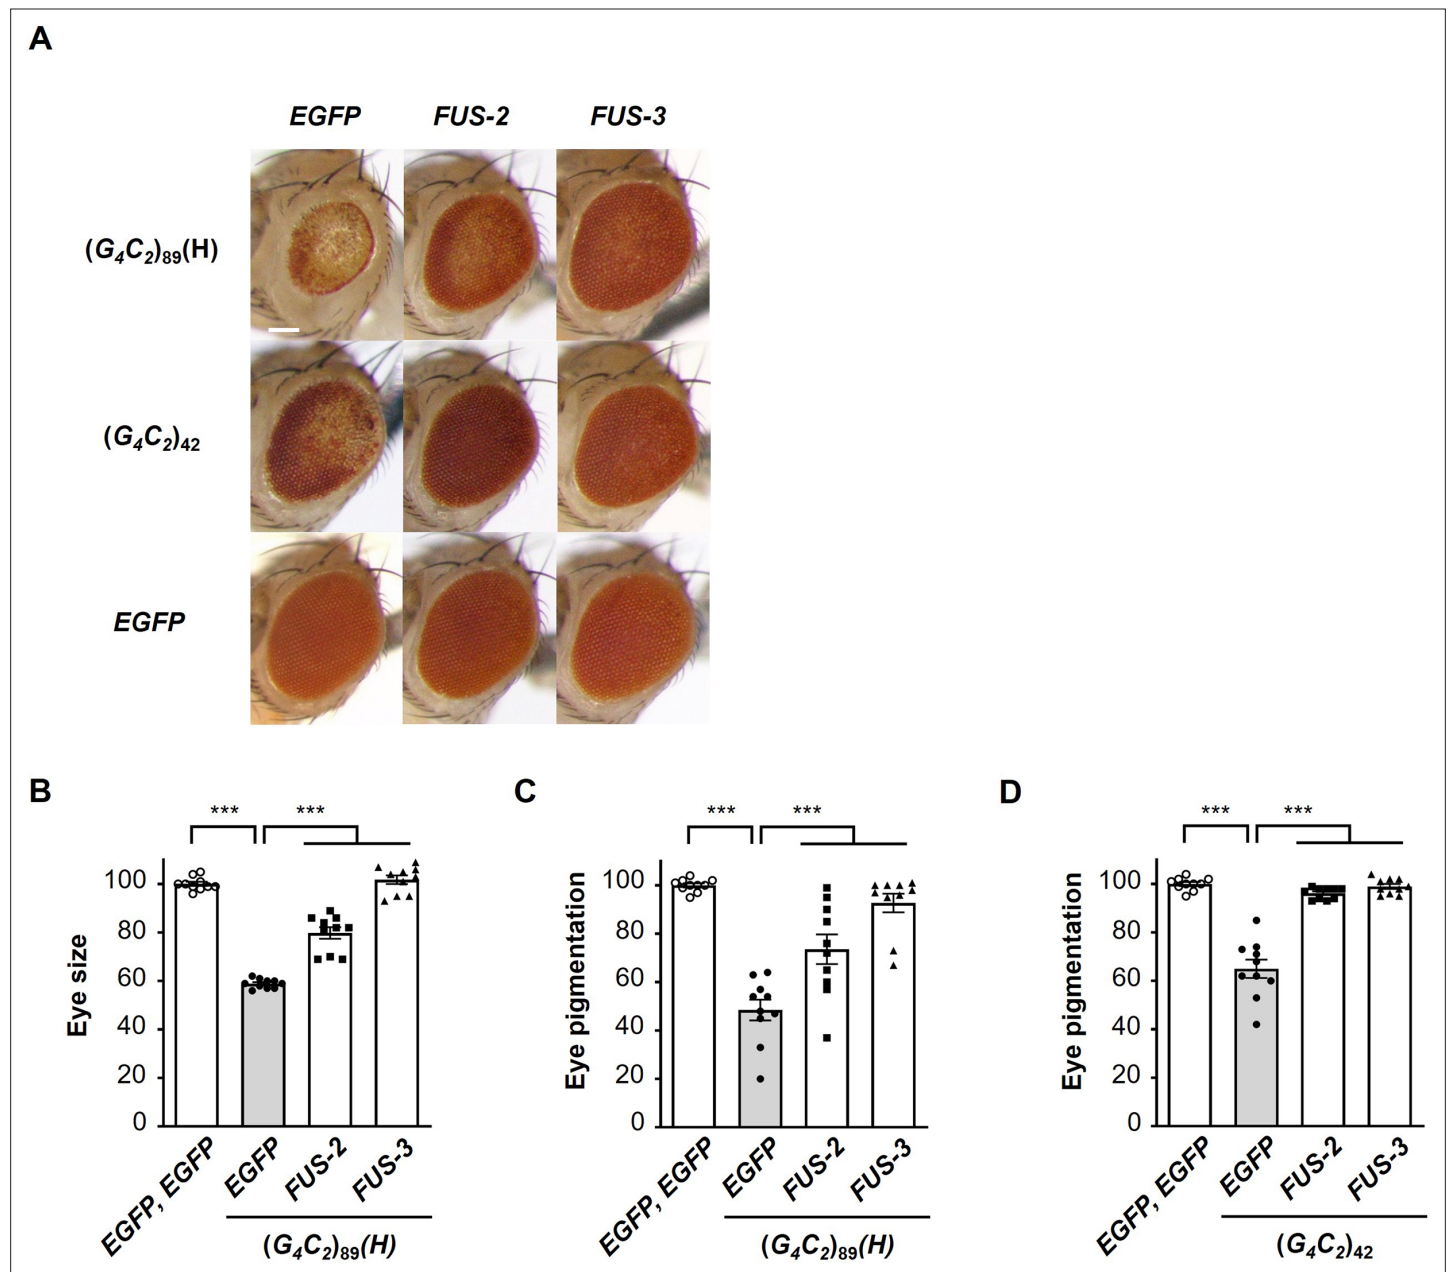 A
EGFP FUS-2 FUS-3
(G4C2)89(H)
(G4C2)42
EGFP
B C D
*** *** *** *** *** ***
Eye size
100
80
60
40
20
0
EGFP, EGFP
EGFP
FUS-2
FUS-3
(G4C2)89(H)
Eye pigmentation
100
80
60
40
20
0
EGFP, EGFP
EGFP
FUS-2
FUS-3
(G4C2)89(H)
Eye pigmentation
100
80
60
40
20
0
EGFP, EGFP
EGFP
FUS-2
FUS-3
(G4C2)42